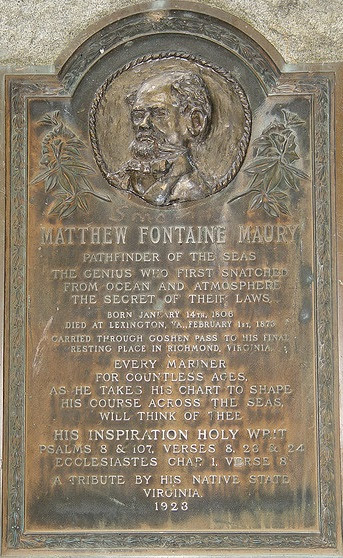 MATTHEW FONTAINE MAURY
PATHFINDER OF THE SEAS
THE GENIUS WHO FIRST SNATCHED
FROM OCEAN AND ATMOSPHERE
THE SECRET OF THEIR LAWS.
BORN JANUARY 14TH, 1806
DIED AT LEXINGTON, VA., FEBRUARY 1ST, 1873
CARRIED THROUGH GOSHEN PASS TO HIS FINAL
RESTING PLACE IN RICHMOND, VIRGINIA.
EVERY MARINER
FOR COUNTLESS AGES,
AS HE TAKES HIS CHART TO SHAPE
HIS COURSE ACROSS THE SEAS,
WILL THINK OF THEE
HIS INSPIRATION HOLY WRIT
PSALMS 8 & 107, VERSES 8, 23 & 24
ECCLESIASTES CHAP. 1, VERSE 8
A TRIBUTE BY HIS NATIVE STATE
VIRGINIA.
1923